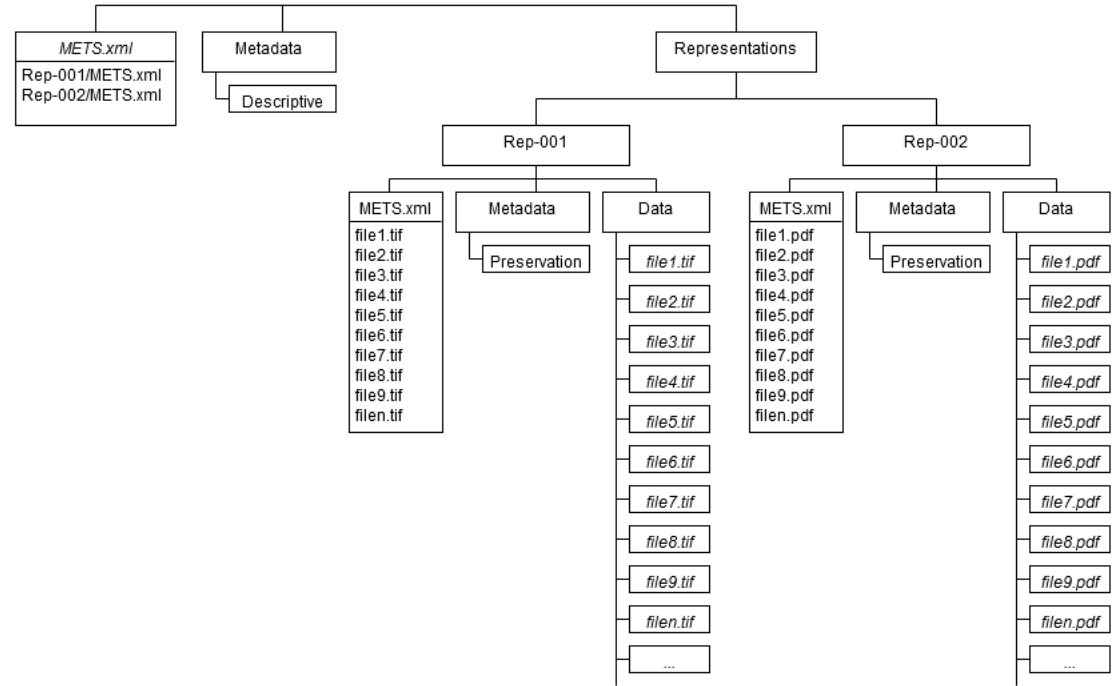 METS.xml
Rep-001/METS.xml
Rep-002/METS.xml
Metadata
Descriptive
Representations
Rep-001
METS.xml
file1.tif
file2.tif
file3.tif
file4.tif
file5.tif
file6.tif
file7.tif
file8.tif
file9.tif
filen.tif
Metadata
Preservation
Data
file1.tif
file2.tif
file3.tif
file4.tif
file5.tif
file6.tif
file7.tif
file8.tif
file9.tif
filen.tif
...
Rep-002
METS.xml
file1.pdf
file2.pdf
file3.pdf
file4.pdf
file5.pdf
file6.pdf
file7.pdf
file8.pdf
file9.pdf
filen.pdf
Metadata
Preservation
Data
file1.pdf
file2.pdf
file3.pdf
file4.pdf
file5.pdf
file6.pdf
file7.pdf
file8.pdf
file9.pdf
filen.pdf
...